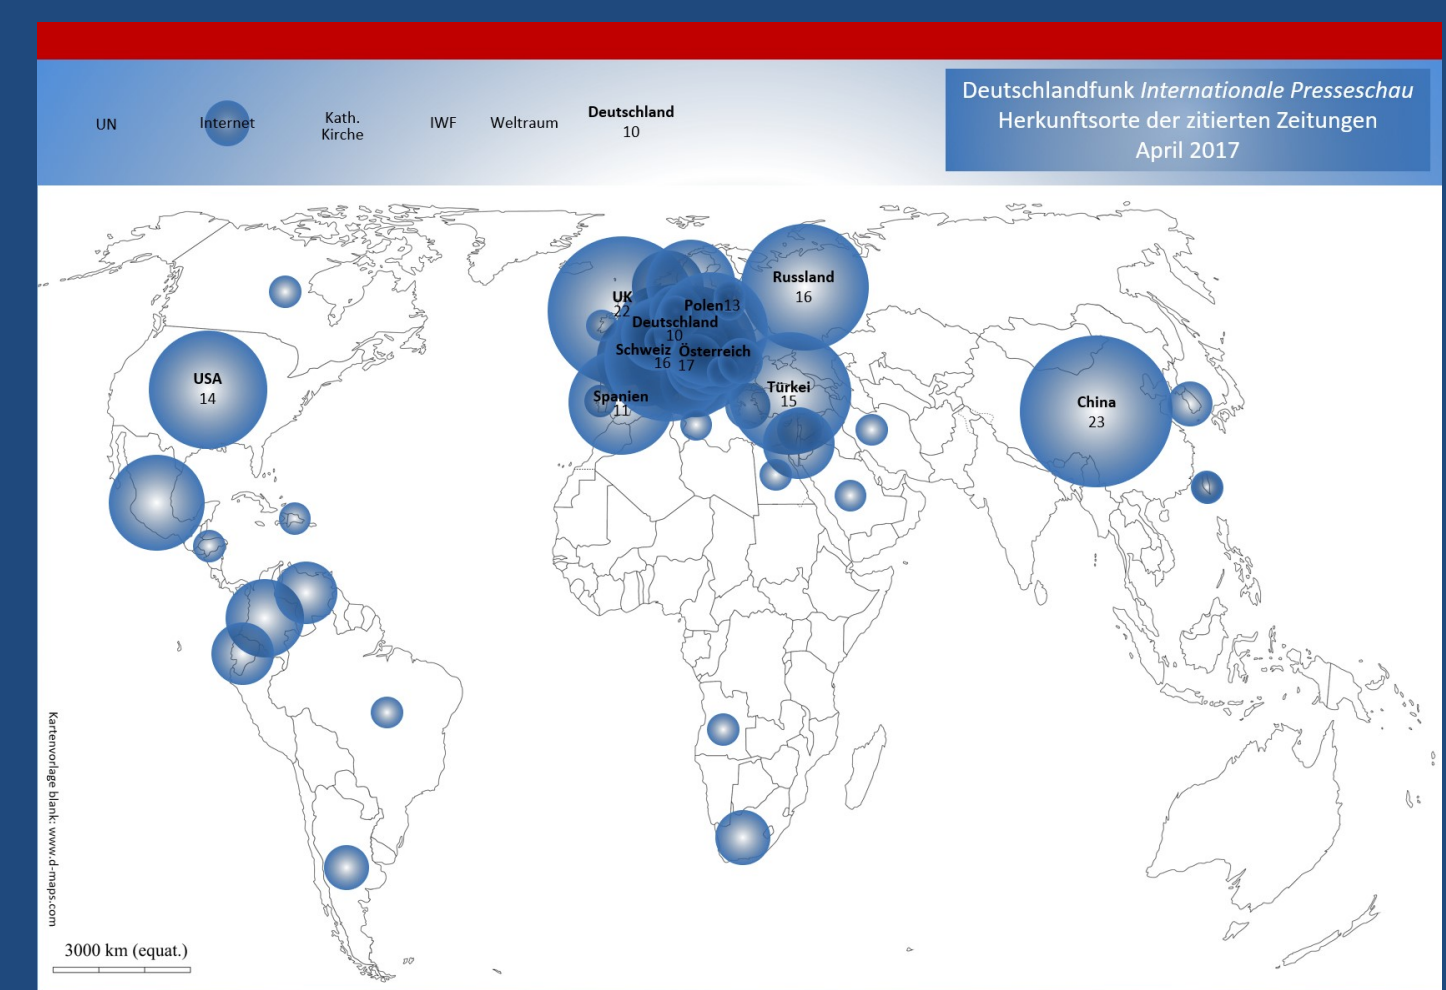 UN
Internet
Kath.
Kirche
IWF
Weltraum
Deutschland
10
Deutschlandfunk Internationale Presseschau
Herkunftsorte der zitierten Zeitungen
April 2017
Russland
16
UK
22
Polen 13
Deutschland
10
Schweiz
16
Österreich
17
Spanien
11
Türkei
15
USA
14
China
23
Kartenvorlage blank: www.d-maps.com
3000 km (equat.)